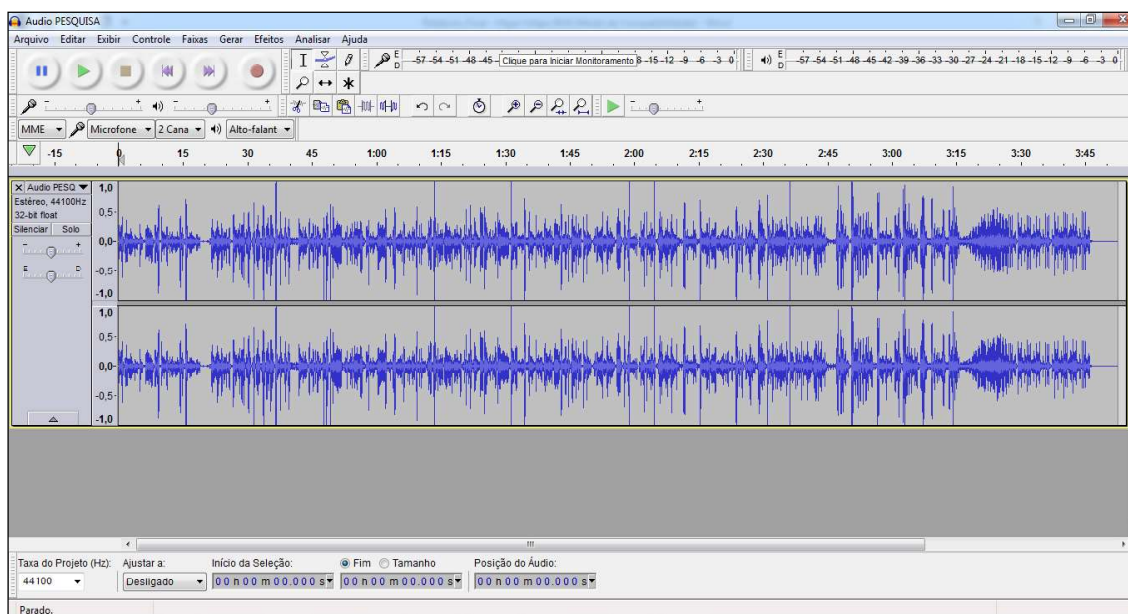 Audio PESQUISA
Arquivo Editar Exibir Controle Faixas Gerar Efeitos Analisar Ajuda
E D -57 -54 -51 -48 -45 Clique para Iniciar Monitoramento 8 -15 -12 -9 -6 -3 0 E D -57 -54 -51 -48 -45 -42 -39 -36 -33 -30 -27 -24 -21 -18 -15 -12 -9 -6 -3 0
MME Microfone 2 Cana Alto-falant
-15 0 15 30 45 1:00 1:15 1:30 1:45 2:00 2:15 2:30 2:45 3:00 3:15 3:30 3:45
Audio PESQ
Estéreo, 44100Hz
32-bit float
Silenciar Solo
- +
E D
1,0
0,5
0,0
-0,5
-1,0
1,0
0,5
0,0
-0,5
-1,0
Taxa do Projeto (Hz): Ajustar a: Início da Seleção: Fim Tamanho Posição do Áudio:
44100 Desligado 00 h 00 m 00.000 s 00 h 00 m 00.000 s 00 h 00 m 00.000 s
Parado.